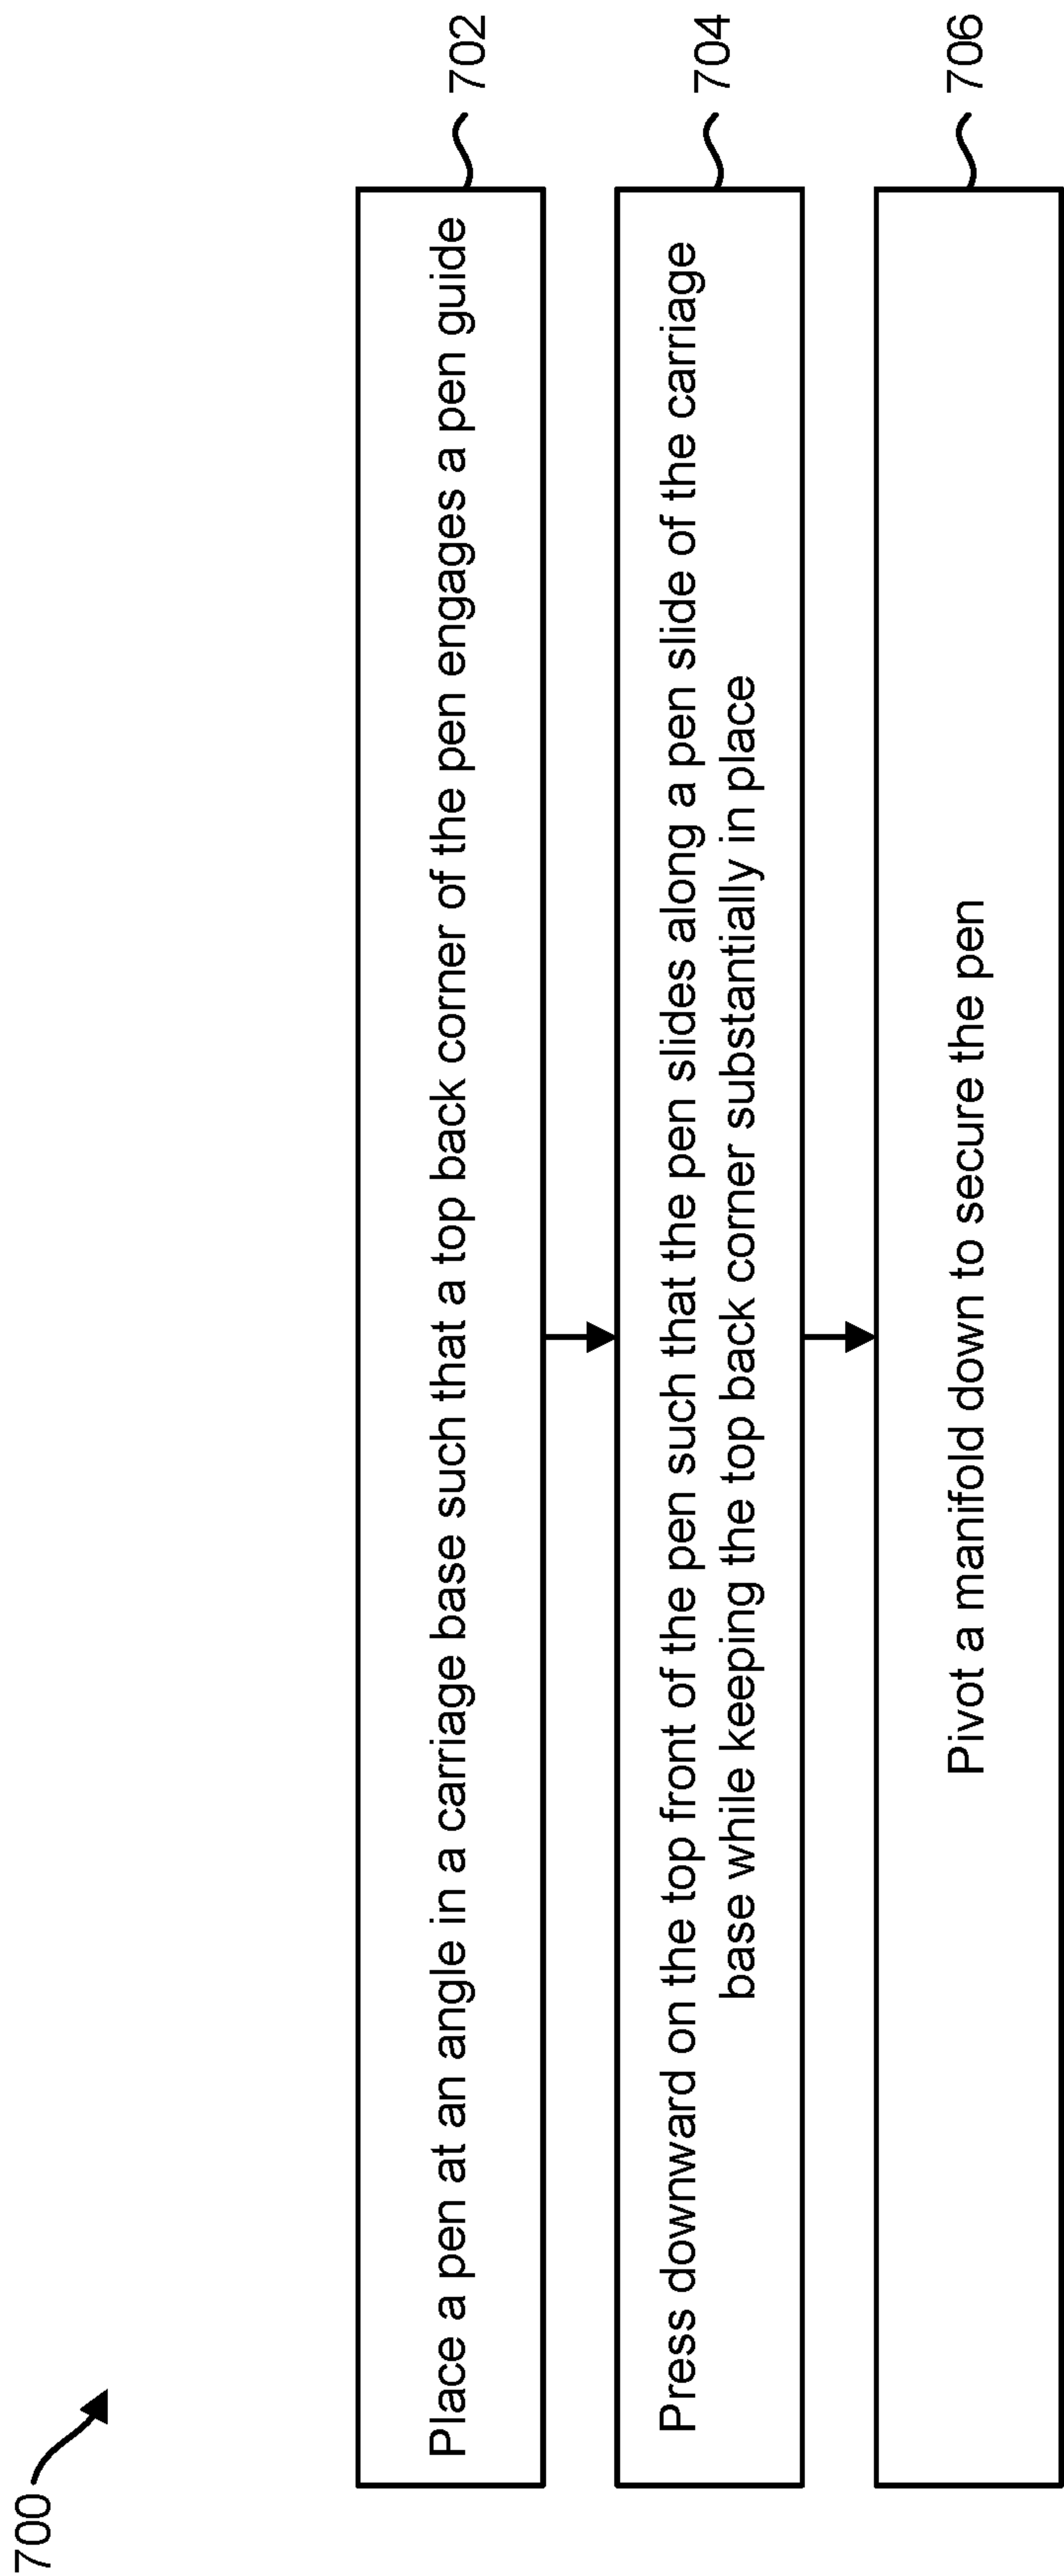 700
Place a pen at an angle in a carriage base such that a top back corner of the pen engages a pen guide
702
Press downward on the top front of the pen such that the pen slides along a pen slide of the carriage
base while keeping the top back corner substantially in place
704
Pivot a manifold down to secure the pen
706